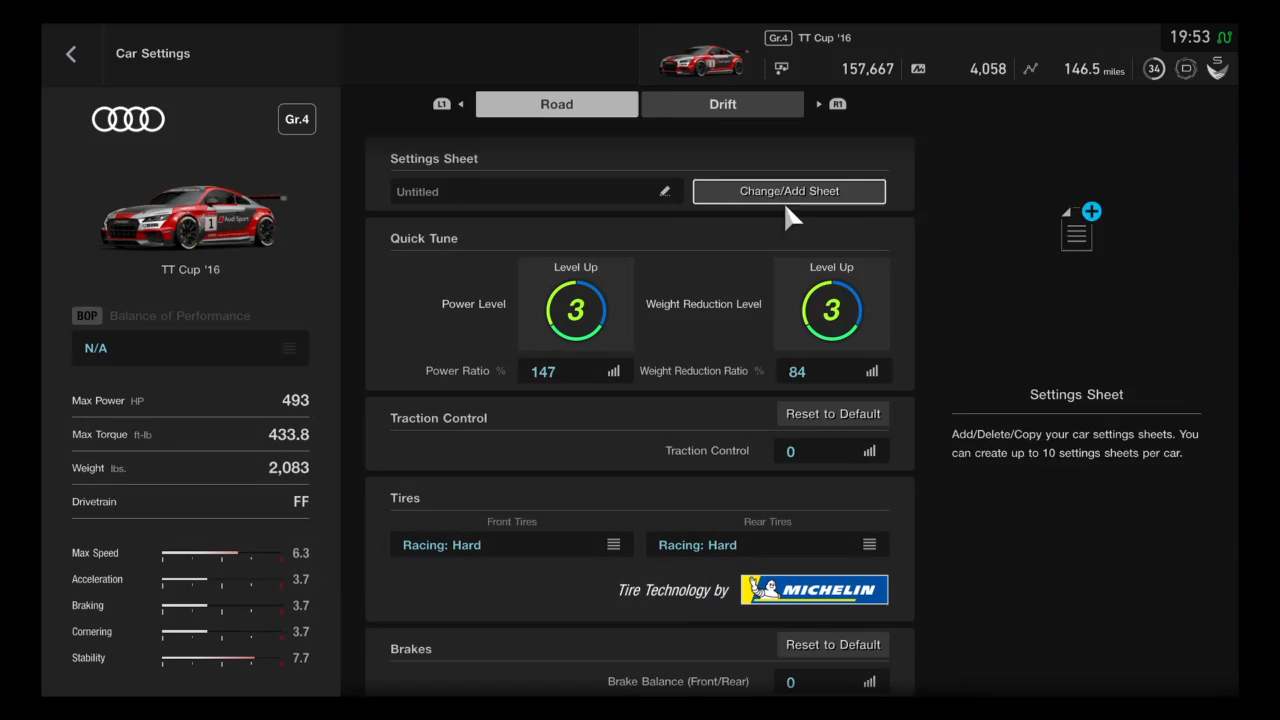 Car Settings
Gr.4 TT Cup '16
19:53
157,667 4,058 146.5 miles 34 S
L1 Road Drift R1
Gr.4
TT Cup '16
BOP Balance of Performance
N/A
Max Power HP 493
Max Torque ft-lb 433.8
Weight lbs. 2,083
Drivetrain FF
Max Speed 6.3
Acceleration 3.7
Braking 3.7
Cornering 3.7
Stability 7.7
Settings Sheet
Untitled Change/Add Sheet
Quick Tune
Level Up Level Up
Power Level 3 Weight Reduction Level 3
Power Ratio % 147 Weight Reduction Ratio % 84
Traction Control Reset to Default
Traction Control 0
Tires
Front Tires Rear Tires
Racing: Hard Racing: Hard
Tire Technology by MICHELIN
Brakes Reset to Default
Brake Balance (Front/Rear) 0
Settings Sheet
Add/Delete/Copy your car settings sheets. You
can create up to 10 settings sheets per car.
1 Audi Sport